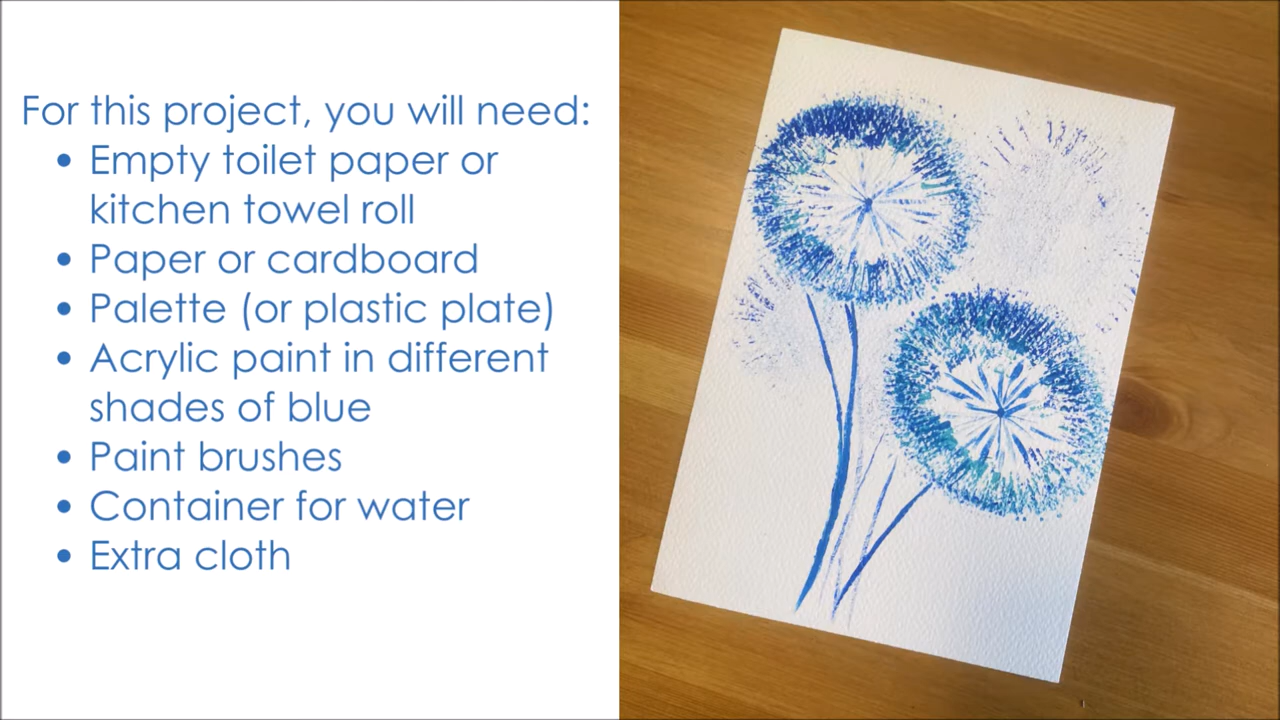 For this project, you will need:
• Empty toilet paper or
kitchen towel roll
• Paper or cardboard
• Palette (or plastic plate)
• Acrylic paint in different
shades of blue
• Paint brushes
• Container for water
• Extra cloth